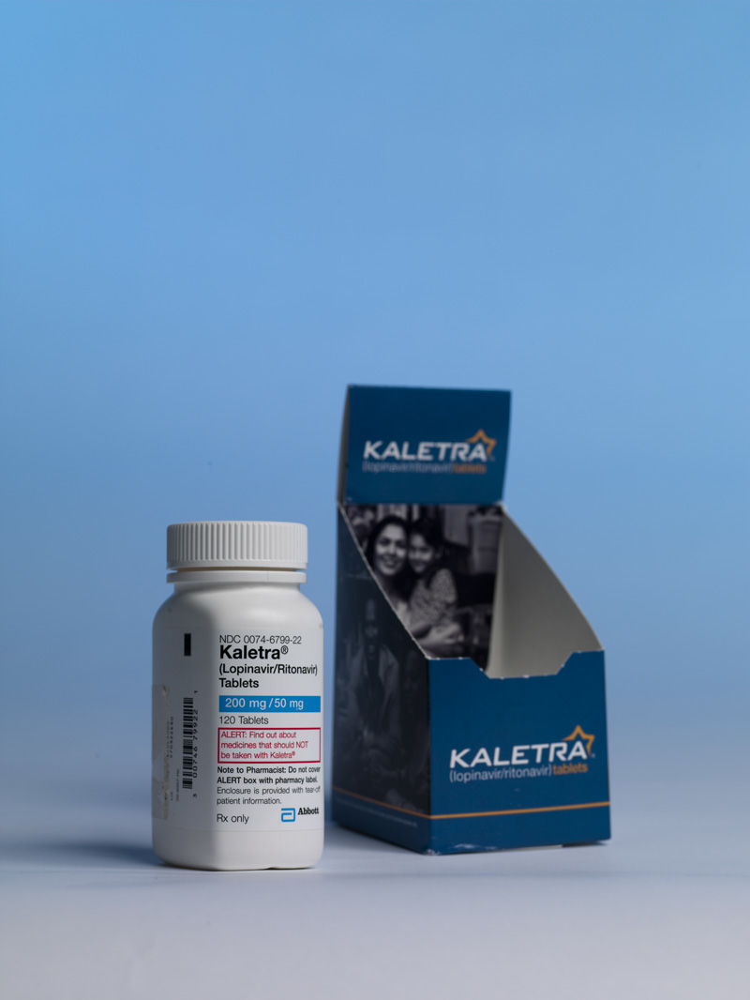 NDC 0074-6799-22
Kaletra®
(Lopinavir/Ritonavir)
Tablets
200 mg/50 mg
120 Tablets
ALERT: Find out about
medicines that should NOT
be taken with Kaletra®
Note to Pharmacist: Do not cover
ALERT box with pharmacy label.
Enclosure is provided with tear-off
patient information.
Rx only
Abbott
KALETRA
(lopinavir/ritonavir) tablets
KALETRA®
(lopinavir/ritonavir) tablets